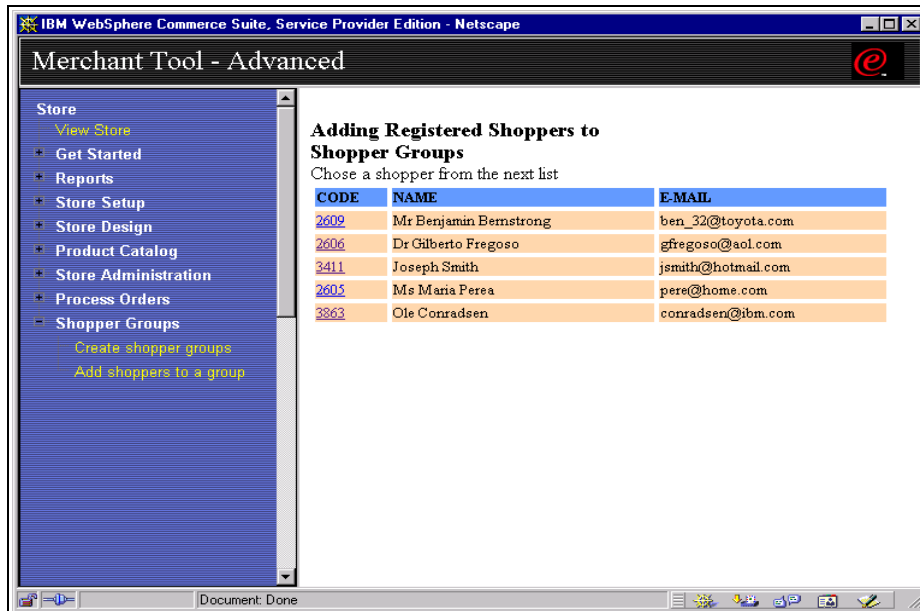 IBM WebSphere Commerce Suite, Service Provider Edition - Netscape
Merchant Tool - Advanced
e
Store
View Store
Get Started
Reports
Store Setup
Store Design
Product Catalog
Store Administration
Process Orders
Shopper Groups
Create shopper groups
Add shoppers to a group
Adding Registered Shoppers to
Shopper Groups
Chose a shopper from the next list
CODE NAME E-MAIL
2609 Mr Benjamin Bernstrong ben_32@toyota.com
2606 Dr Gilberto Fregoso gfregoso@aol.com
3411 Joseph Smith jsmith@hotmail.com
2605 Ms Maria Perea pere@home.com
3863 Ole Conradsen conradsen@ibm.com
Document: Done